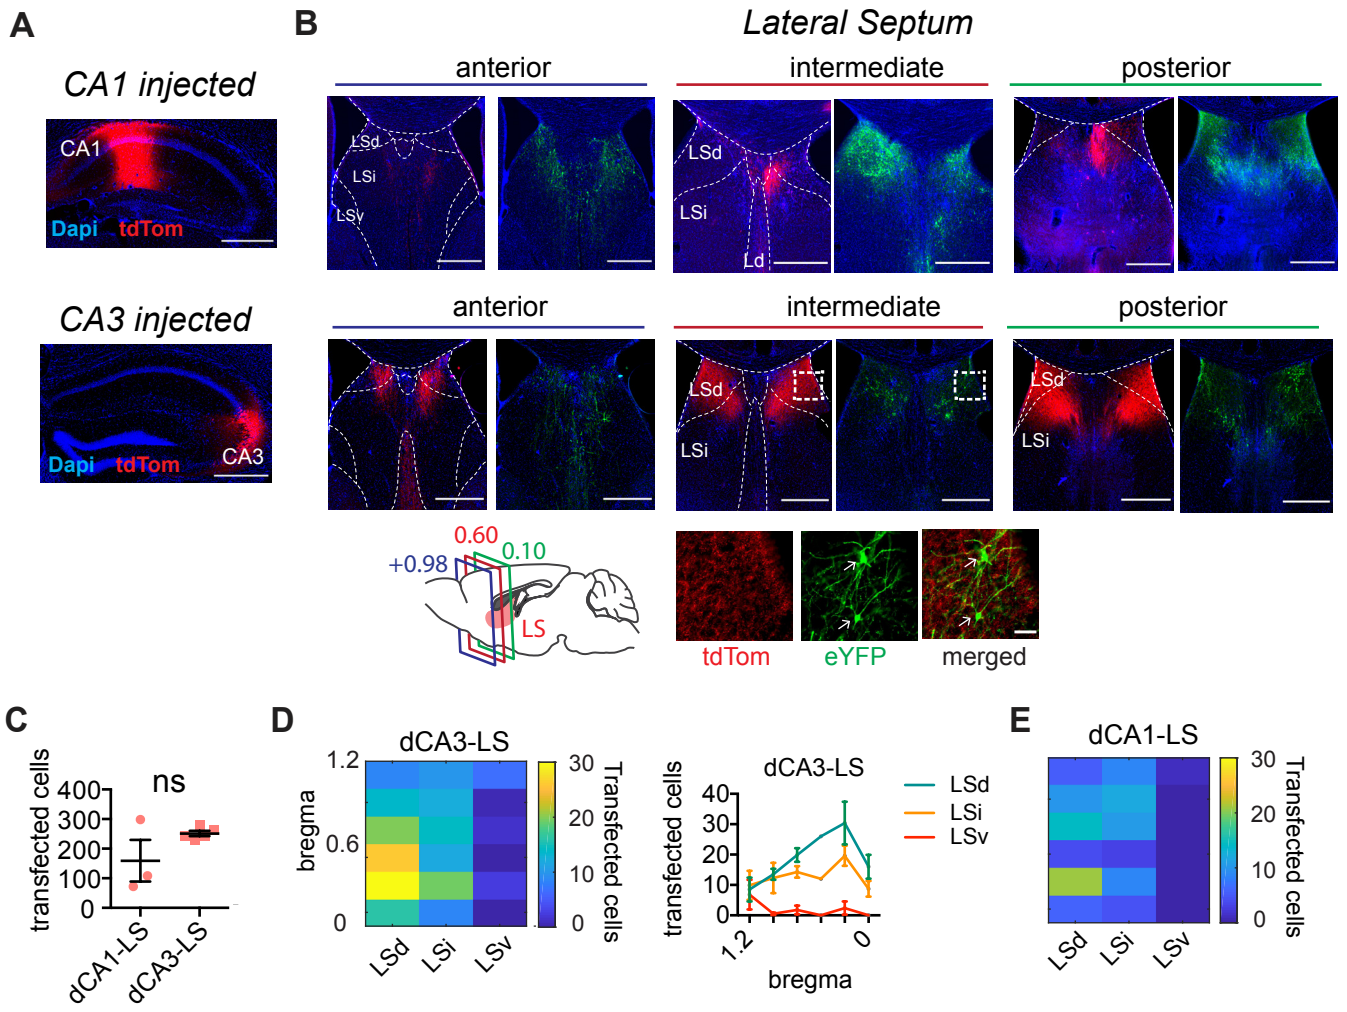 A
CA1 injected
CA1
Dapi tdTom
CA3 injected
CA3
Dapi tdTom
B
Lateral Septum
anterior
intermediate
posterior
LSd
LSi
LSv
LSd
LSi
Ld
anterior
intermediate
posterior
LSd
LSi
LSd
LSi
+0.98
0.60
0.10
LS
tdTom
eYFP
merged
C
transfected cells
ns
400
300
200
100
0
dCA1-LS
dCA3-LS
D
dCA3-LS
bregma
1.2
0.6
0
LSd
LSi
LSv
30
20
10
0
Transfected cells
dCA3-LS
transfected cells
40
30
20
10
0
1.2
0
bregma
LSd
LSi
LSv
E
dCA1-LS
LSd
LSi
LSv
30
20
10
0
Transfected cells